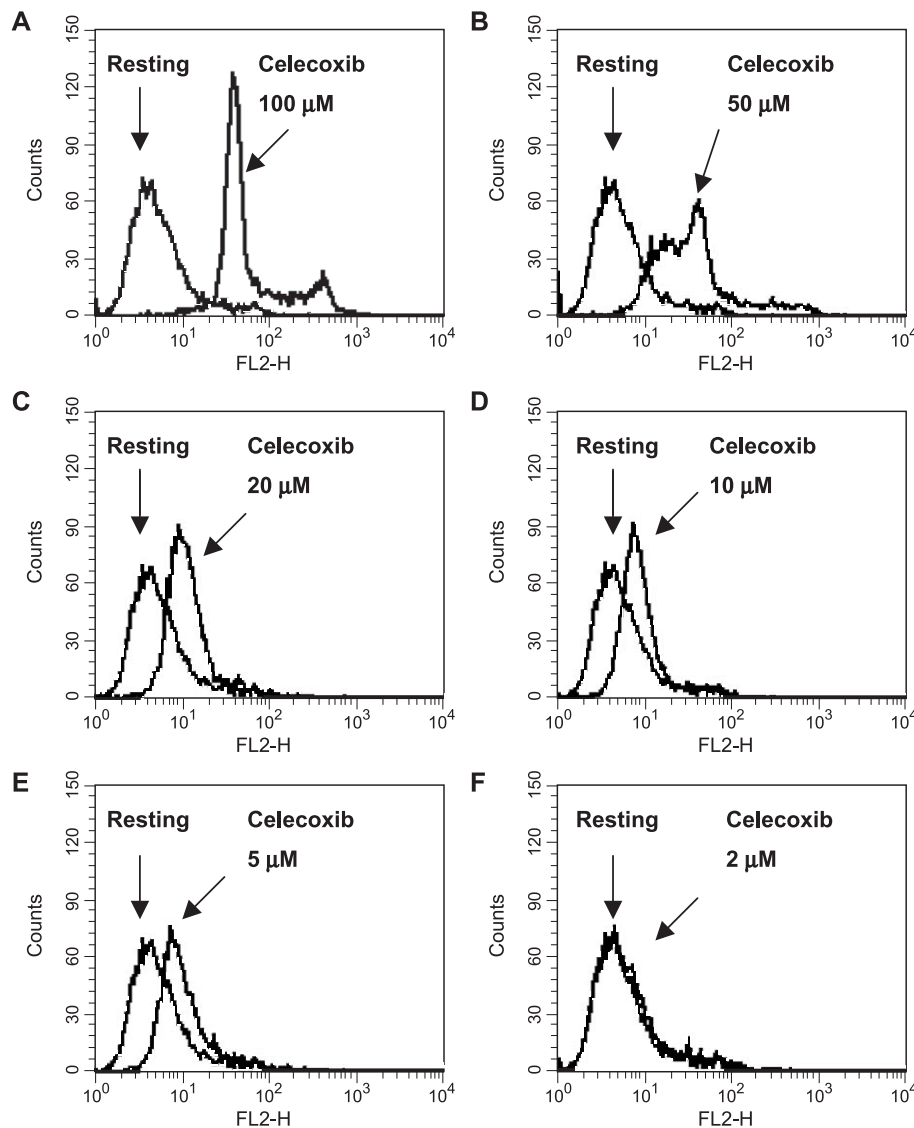 A
150
120
90
60
30
0
Counts
Resting
Celecoxib
100 µM
10⁰ 10¹ 10² 10³ 10⁴
FL2-H
B
150
120
90
60
30
0
Counts
Resting
Celecoxib
50 µM
10⁰ 10¹ 10² 10³ 10⁴
FL2-H
C
150
120
90
60
30
0
Counts
Resting
Celecoxib
20 µM
10⁰ 10¹ 10² 10³ 10⁴
FL2-H
D
150
120
90
60
30
0
Counts
Resting
Celecoxib
10 µM
10⁰ 10¹ 10² 10³ 10⁴
FL2-H
E
150
120
90
60
30
0
Counts
Resting
Celecoxib
5 µM
10⁰ 10¹ 10² 10³ 10⁴
FL2-H
F
150
120
90
60
30
0
Counts
Resting
Celecoxib
2 µM
10⁰ 10¹ 10² 10³ 10⁴
FL2-H